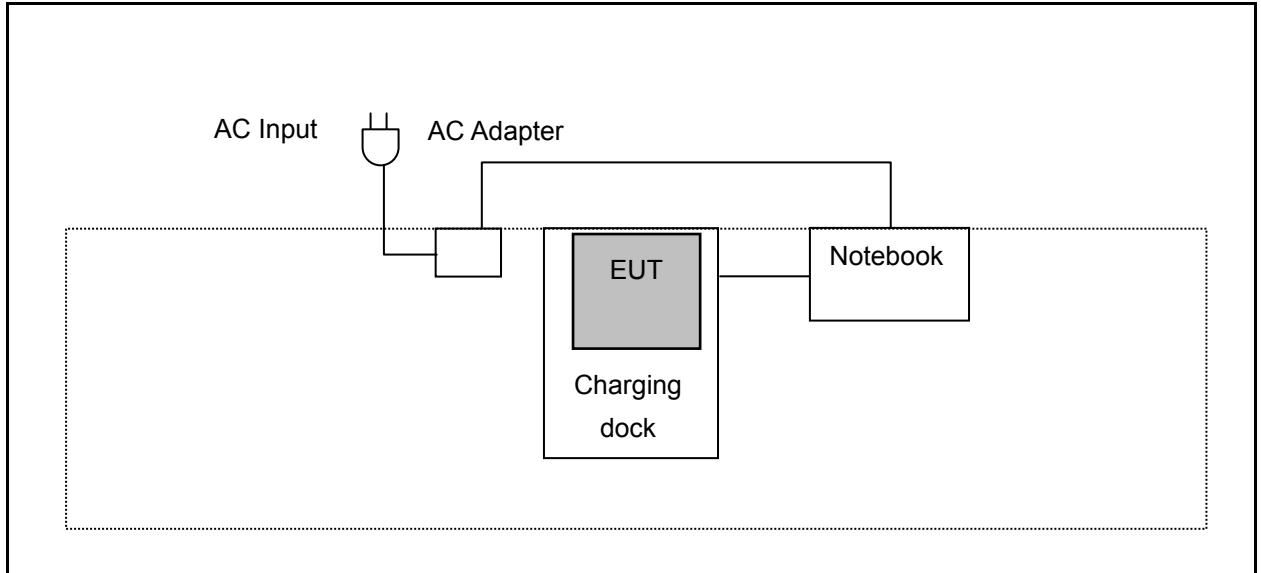 AC Input
AC Adapter
EUT
Notebook
Charging
dock